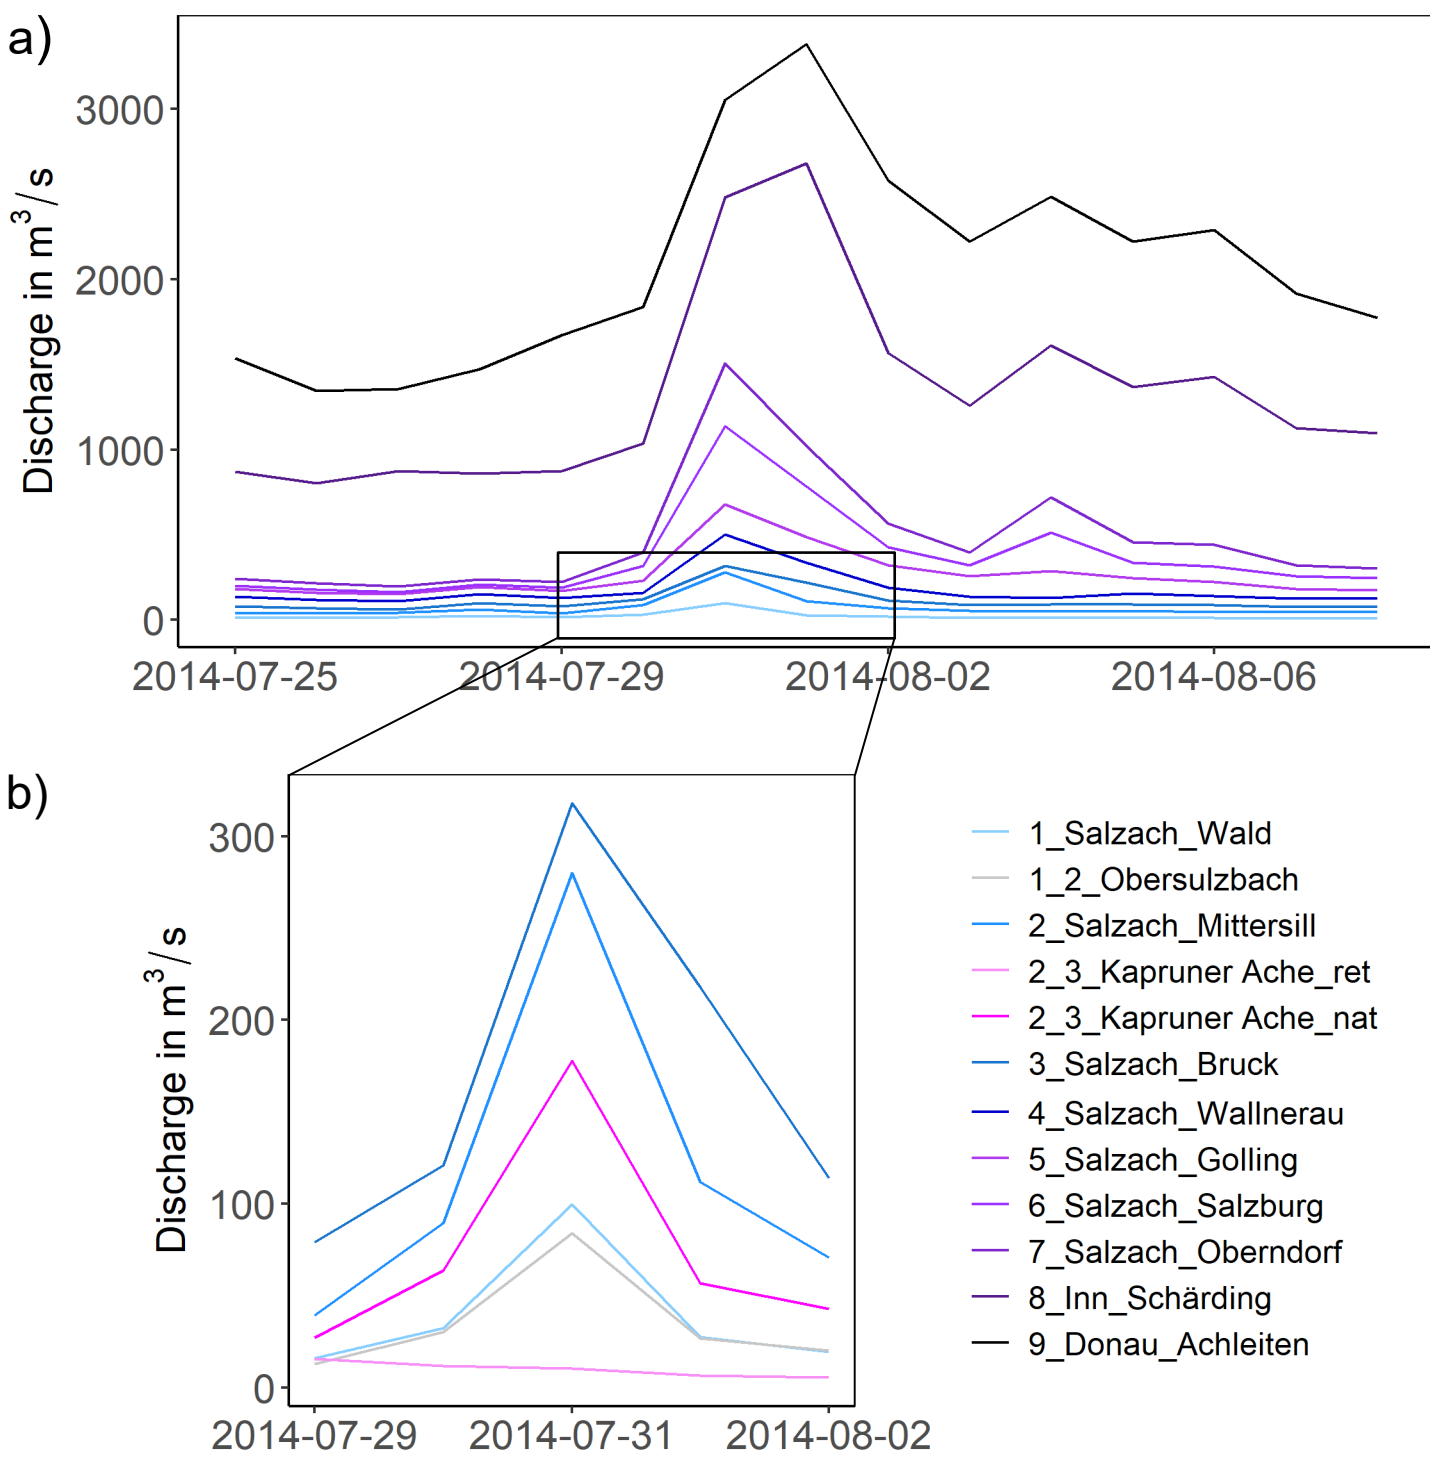 a)
Discharge in m³/s
3000
2000
1000
0
2014-07-25 2014-07-29 2014-08-02 2014-08-06
b)
Discharge in m³/s
300
200
100
0
2014-07-29 2014-07-31 2014-08-02
1_Salzach_Wald
1_2_Obersulzbach
2_Salzach_Mittersill
2_3_Kapruner Ache_ret
2_3_Kapruner Ache_nat
3_Salzach_Bruck
4_Salzach_Wallnerau
5_Salzach_Golling
6_Salzach_Salzburg
7_Salzach_Oberndorf
8_Inn_Schärding
9_Donau_Achleiten